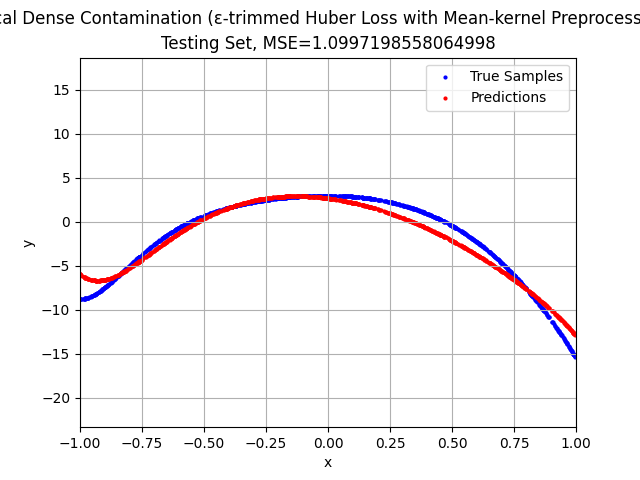 cal Dense Contamination (ε-trimmed Huber Loss with Mean-kernel Preprocess
Testing Set, MSE=1.0997198558064998
True Samples
Predictions
15
10
5
0
−5
−10
−15
−20
y
−1.00 −0.75 −0.50 −0.25 0.00 0.25 0.50 0.75 1.00
x